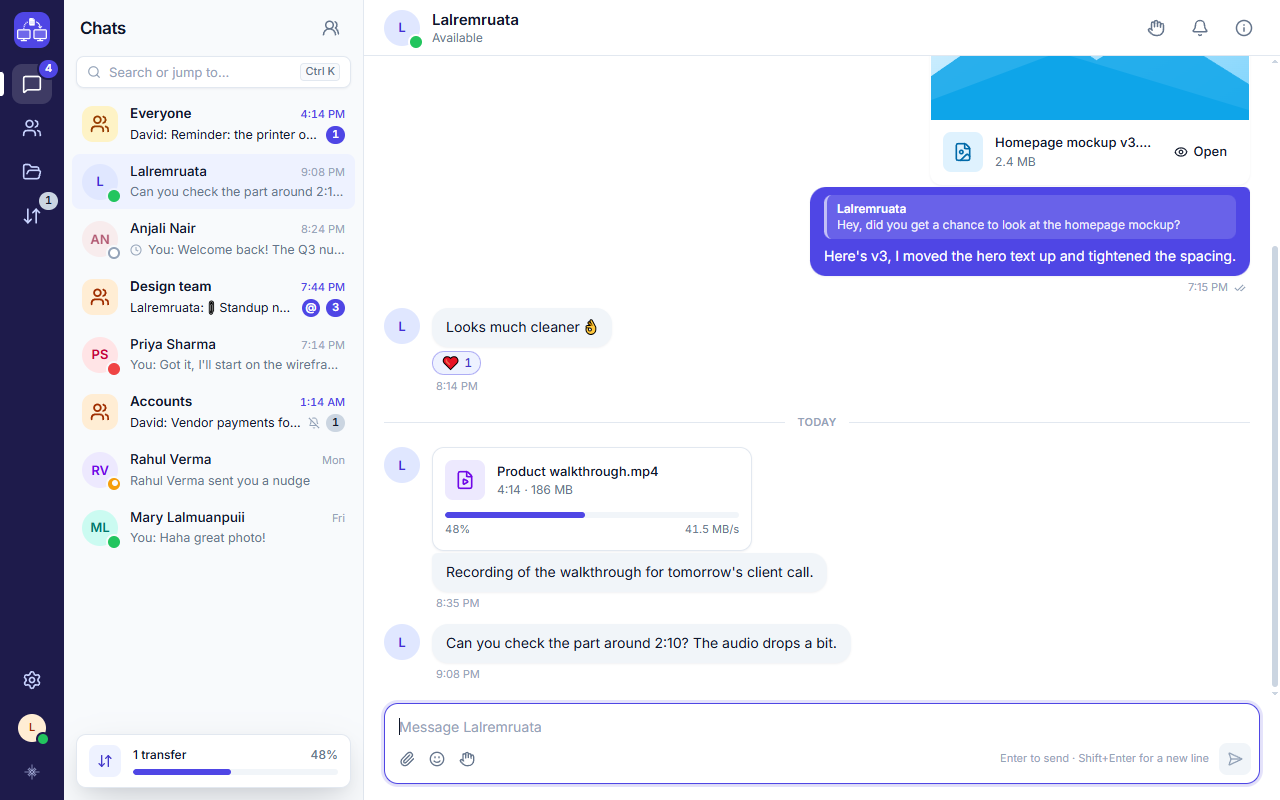 4
1
L
Chats
Search or jump to...
Ctrl K
Everyone
4:14 PM
David: Reminder: the printer o...
1
L
Lalremruata
9:08 PM
Can you check the part around 2:1...
AN
Anjali Nair
8:24 PM
You: Welcome back! The Q3 nu...
Design team
7:44 PM
Lalremruata: Standup n...
@
3
PS
Priya Sharma
7:14 PM
You: Got it, I'll start on the wirefra...
Accounts
1:14 AM
David: Vendor payments fo...
1
RV
Rahul Verma
Mon
Rahul Verma sent you a nudge
ML
Mary Lalmuanpuii
Fri
You: Haha great photo!
1 transfer
48%
L
Lalremruata
Available
Homepage mockup v3....
2.4 MB
Open
Lalremruata
Hey, did you get a chance to look at the homepage mockup?
Here's v3, I moved the hero text up and tightened the spacing.
7:15 PM
L
Looks much cleaner 👌
❤️ 1
8:14 PM
TODAY
L
Product walkthrough.mp4
4:14 · 186 MB
48%
41.5 MB/s
Recording of the walkthrough for tomorrow's client call.
8:35 PM
L
Can you check the part around 2:10? The audio drops a bit.
9:08 PM
Message Lalremruata
Enter to send · Shift+Enter for a new line